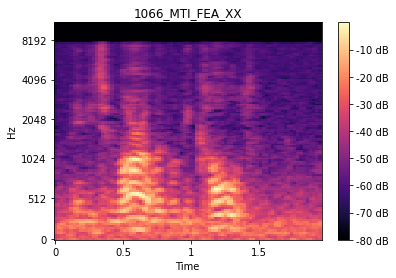 1066_MTI_FEA_XX
8192
4096
2048
1024
512
0
Hz
0
0.5
1
1.5
Time
-10 dB
-20 dB
-30 dB
-40 dB
-50 dB
-60 dB
-70 dB
-80 dB